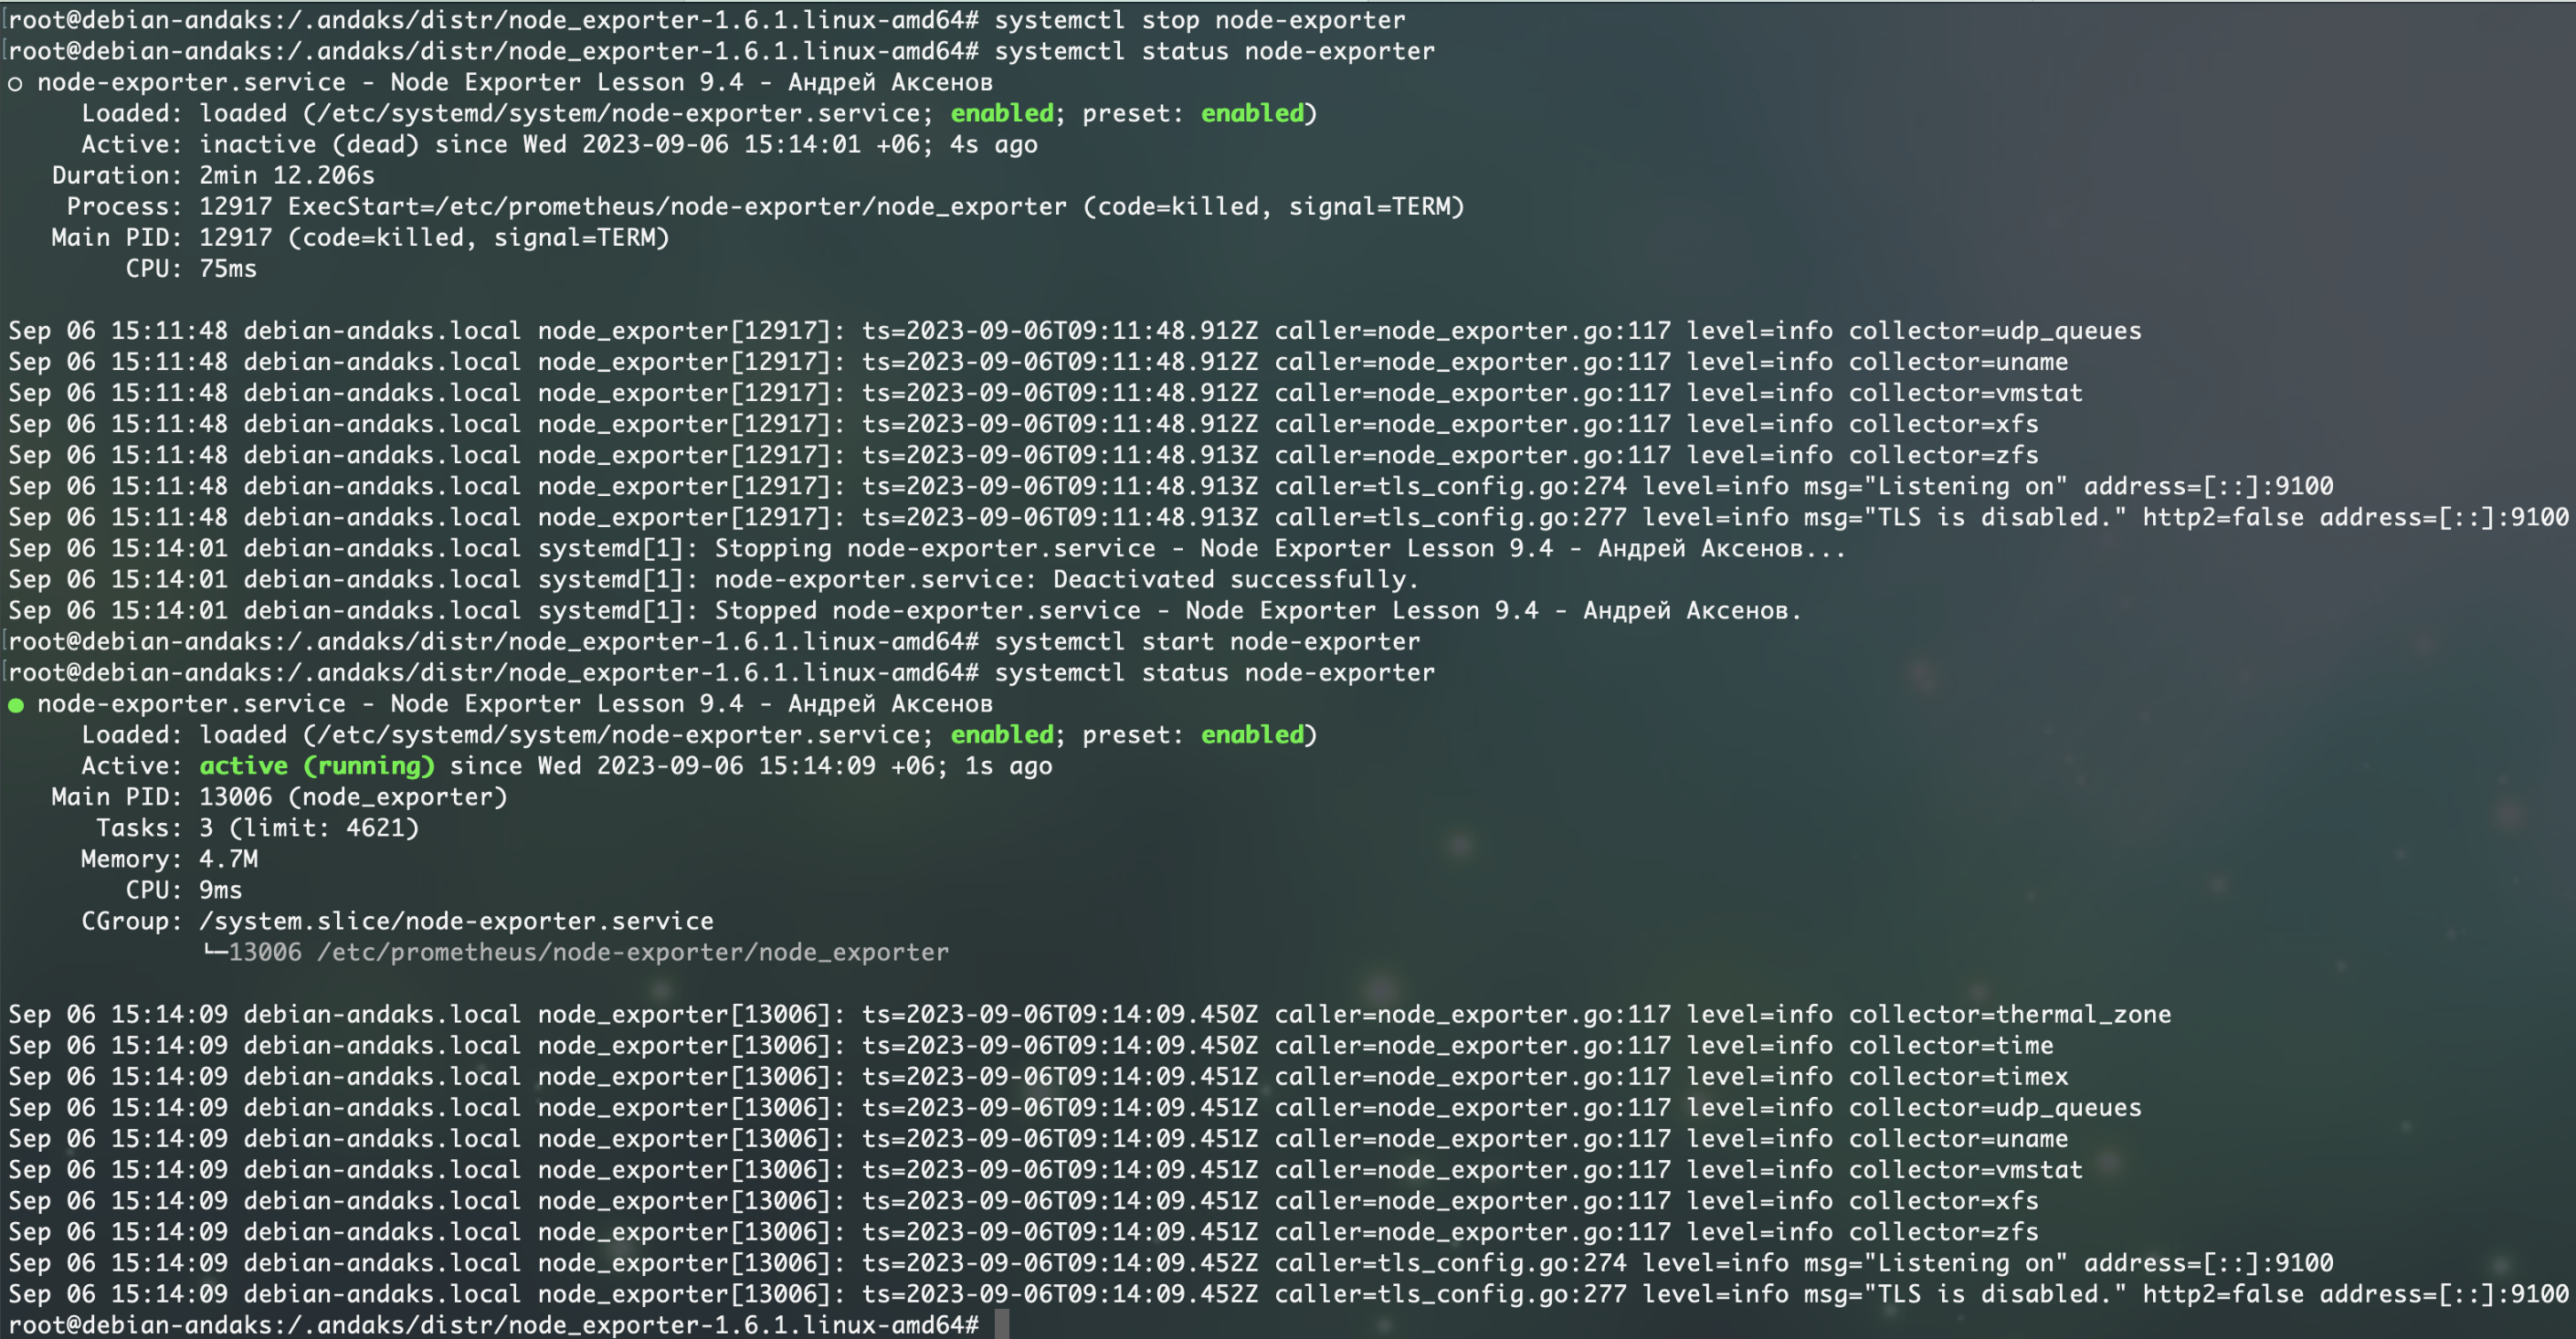 root@debian-andaks:/.andaks/distr/node_exporter-1.6.1.linux-amd64# systemctl stop node-exporter
root@debian-andaks:/.andaks/distr/node_exporter-1.6.1.linux-amd64# systemctl status node-exporter
○ node-exporter.service - Node Exporter Lesson 9.4 - Андрей Аксенов
     Loaded: loaded (/etc/systemd/system/node-exporter.service; enabled; preset: enabled)
     Active: inactive (dead) since Wed 2023-09-06 15:14:01 +06; 4s ago
   Duration: 2min 12.206s
    Process: 12917 ExecStart=/etc/prometheus/node-exporter/node_exporter (code=killed, signal=TERM)
   Main PID: 12917 (code=killed, signal=TERM)
        CPU: 75ms

Sep 06 15:11:48 debian-andaks.local node_exporter[12917]: ts=2023-09-06T09:11:48.912Z caller=node_exporter.go:117 level=info collector=udp_queues
Sep 06 15:11:48 debian-andaks.local node_exporter[12917]: ts=2023-09-06T09:11:48.912Z caller=node_exporter.go:117 level=info collector=uname
Sep 06 15:11:48 debian-andaks.local node_exporter[12917]: ts=2023-09-06T09:11:48.912Z caller=node_exporter.go:117 level=info collector=vmstat
Sep 06 15:11:48 debian-andaks.local node_exporter[12917]: ts=2023-09-06T09:11:48.912Z caller=node_exporter.go:117 level=info collector=xfs
Sep 06 15:11:48 debian-andaks.local node_exporter[12917]: ts=2023-09-06T09:11:48.913Z caller=node_exporter.go:117 level=info collector=zfs
Sep 06 15:11:48 debian-andaks.local node_exporter[12917]: ts=2023-09-06T09:11:48.913Z caller=tls_config.go:274 level=info msg="Listening on" address=[::]:9100
Sep 06 15:11:48 debian-andaks.local node_exporter[12917]: ts=2023-09-06T09:11:48.913Z caller=tls_config.go:277 level=info msg="TLS is disabled." http2=false address=[::]:9100
Sep 06 15:14:01 debian-andaks.local systemd[1]: Stopping node-exporter.service - Node Exporter Lesson 9.4 - Андрей Аксенов...
Sep 06 15:14:01 debian-andaks.local systemd[1]: node-exporter.service: Deactivated successfully.
Sep 06 15:14:01 debian-andaks.local systemd[1]: Stopped node-exporter.service - Node Exporter Lesson 9.4 - Андрей Аксенов.
root@debian-andaks:/.andaks/distr/node_exporter-1.6.1.linux-amd64# systemctl start node-exporter
root@debian-andaks:/.andaks/distr/node_exporter-1.6.1.linux-amd64# systemctl status node-exporter
● node-exporter.service - Node Exporter Lesson 9.4 - Андрей Аксенов
     Loaded: loaded (/etc/systemd/system/node-exporter.service; enabled; preset: enabled)
     Active: active (running) since Wed 2023-09-06 15:14:09 +06; 1s ago
   Main PID: 13006 (node_exporter)
      Tasks: 3 (limit: 4621)
     Memory: 4.7M
        CPU: 9ms
     CGroup: /system.slice/node-exporter.service
             └─13006 /etc/prometheus/node-exporter/node_exporter

Sep 06 15:14:09 debian-andaks.local node_exporter[13006]: ts=2023-09-06T09:14:09.450Z caller=node_exporter.go:117 level=info collector=thermal_zone
Sep 06 15:14:09 debian-andaks.local node_exporter[13006]: ts=2023-09-06T09:14:09.450Z caller=node_exporter.go:117 level=info collector=time
Sep 06 15:14:09 debian-andaks.local node_exporter[13006]: ts=2023-09-06T09:14:09.451Z caller=node_exporter.go:117 level=info collector=timex
Sep 06 15:14:09 debian-andaks.local node_exporter[13006]: ts=2023-09-06T09:14:09.451Z caller=node_exporter.go:117 level=info collector=udp_queues
Sep 06 15:14:09 debian-andaks.local node_exporter[13006]: ts=2023-09-06T09:14:09.451Z caller=node_exporter.go:117 level=info collector=uname
Sep 06 15:14:09 debian-andaks.local node_exporter[13006]: ts=2023-09-06T09:14:09.451Z caller=node_exporter.go:117 level=info collector=vmstat
Sep 06 15:14:09 debian-andaks.local node_exporter[13006]: ts=2023-09-06T09:14:09.451Z caller=node_exporter.go:117 level=info collector=xfs
Sep 06 15:14:09 debian-andaks.local node_exporter[13006]: ts=2023-09-06T09:14:09.451Z caller=node_exporter.go:117 level=info collector=zfs
Sep 06 15:14:09 debian-andaks.local node_exporter[13006]: ts=2023-09-06T09:14:09.452Z caller=tls_config.go:274 level=info msg="Listening on" address=[::]:9100
Sep 06 15:14:09 debian-andaks.local node_exporter[13006]: ts=2023-09-06T09:14:09.452Z caller=tls_config.go:277 level=info msg="TLS is disabled." http2=false address=[::]:9100
root@debian-andaks:/.andaks/distr/node_exporter-1.6.1.linux-amd64#